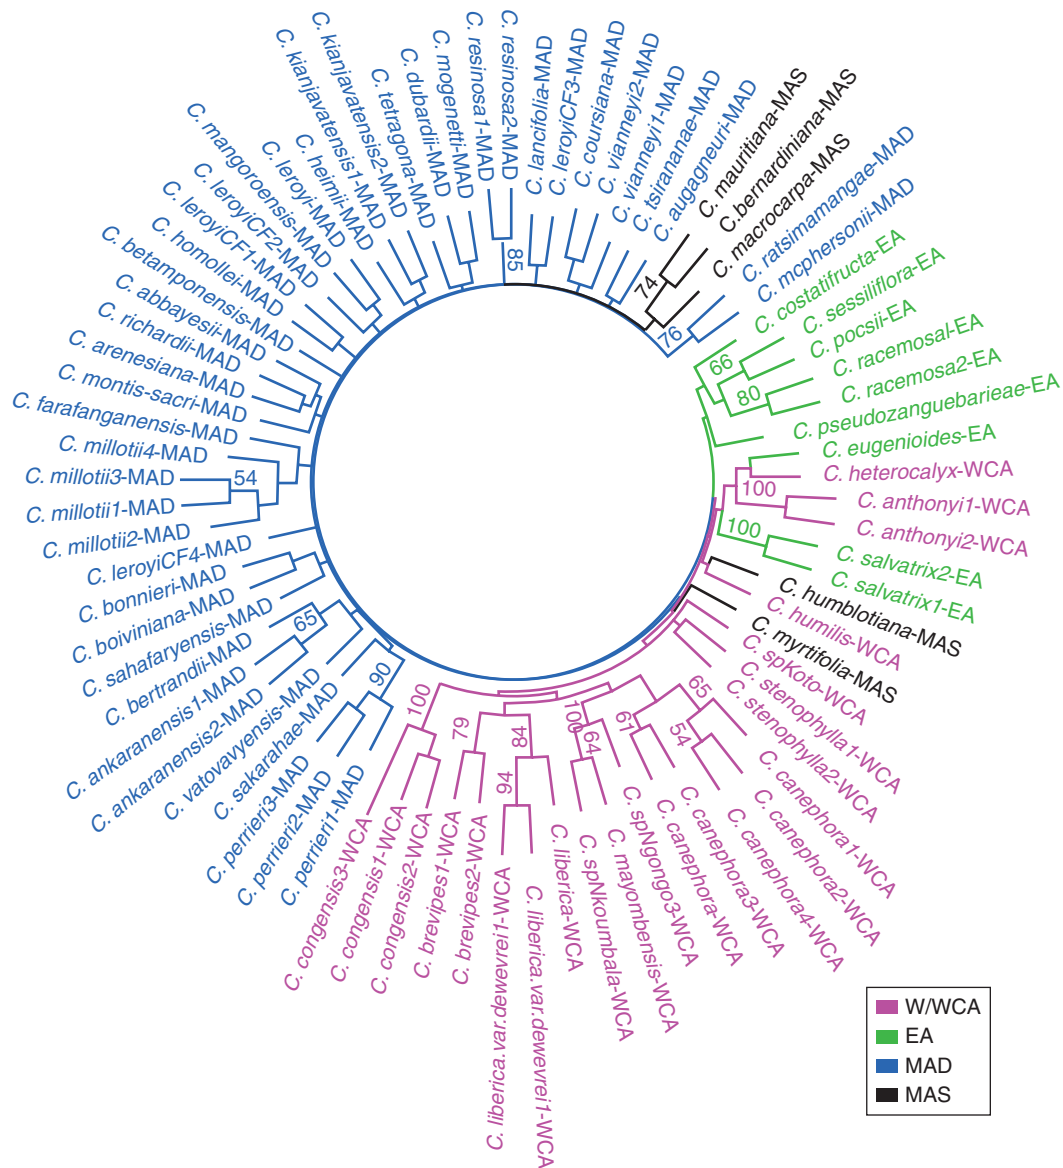 C. kianjavatensis1-MAD
C. kianjavatensis2-MAD
C. tetragona-MAD
C. dubardii-MAD
C. mogenetti-MAD
C. resinosa1-MAD
C. resinosa2-MAD
C. lancifolia-MAD
C. leroyiCF3-MAD
C. coursiana-MAD
C. vianneyi2-MAD
C. vianneyi1-MAD
C. tsirananae-MAD
C. augagneuri-MAD
C. mauritiana-MAS
C.bernardiniana-MAS
C. macrocarpa-MAS
C. ratsimamangae-MAD
C. mcphersonii-MAD
C. costatifructa-EA
C. sessiliflora-EA
C. pocsii-EA
C. racemosal-EA
C. racemosa2-EA
C. pseudozanguebarieae-EA
C. eugenioides-EA
C. heterocalyx-WCA
C. anthonyi1-WCA
C. anthonyi2-WCA
C. salvatrix2-EA
C. salvatrix1-EA
C. humblotiana-MAS
C. humilis-WCA
C. myrtifolia-MAS
C. spKoto-WCA
C. stenophylla1-WCA
C. stenophylla2-WCA
C. canephora1-WCA
C. canephora2-WCA
C. canephora4-WCA
C. canephora3-WCA
C. canephora-WCA
C. spNgongo3-WCA
C. mayombensis-WCA
C. spNkoumbala-WCA
C. liberica-WCA
C. liberica.var.dewevrei1-WCA
C. liberica.var.dewevrei1-WCA
C. brevipes2-WCA
C. brevipes1-WCA
C. congensis2-WCA
C. congensis1-WCA
C. congensis3-WCA
C. perrieri1-MAD
C. perrieri2-MAD
C. perrieri3-MAD
C. sakarahae-MAD
C. vatovavyensis-MAD
C. ankaranensis2-MAD
C. ankaranensis1-MAD
C. bertrandii-MAD
C. sahafaryensis-MAD
C. boiviniana-MAD
C. bonnieri-MAD
C. leroyiCF4-MAD
C. millotii2-MAD
C. millotii1-MAD
C. millotii3-MAD
C. millotii4-MAD
C. farafanganensis-MAD
C. montis-sacri-MAD
C. arenesiana-MAD
C. richardii-MAD
C. abbayesii-MAD
C. betamponensis-MAD
C. homollei-MAD
C. leroyiCF1-MAD
C. leroyiCF2-MAD
C. mangoroensis-MAD
C. leroyi-MAD
C. heimii-MAD
85
74
76
66
80
100
100
65
54
61
64
100
84
94
79
100
90
65
54
W/WCA
EA
MAD
MAS